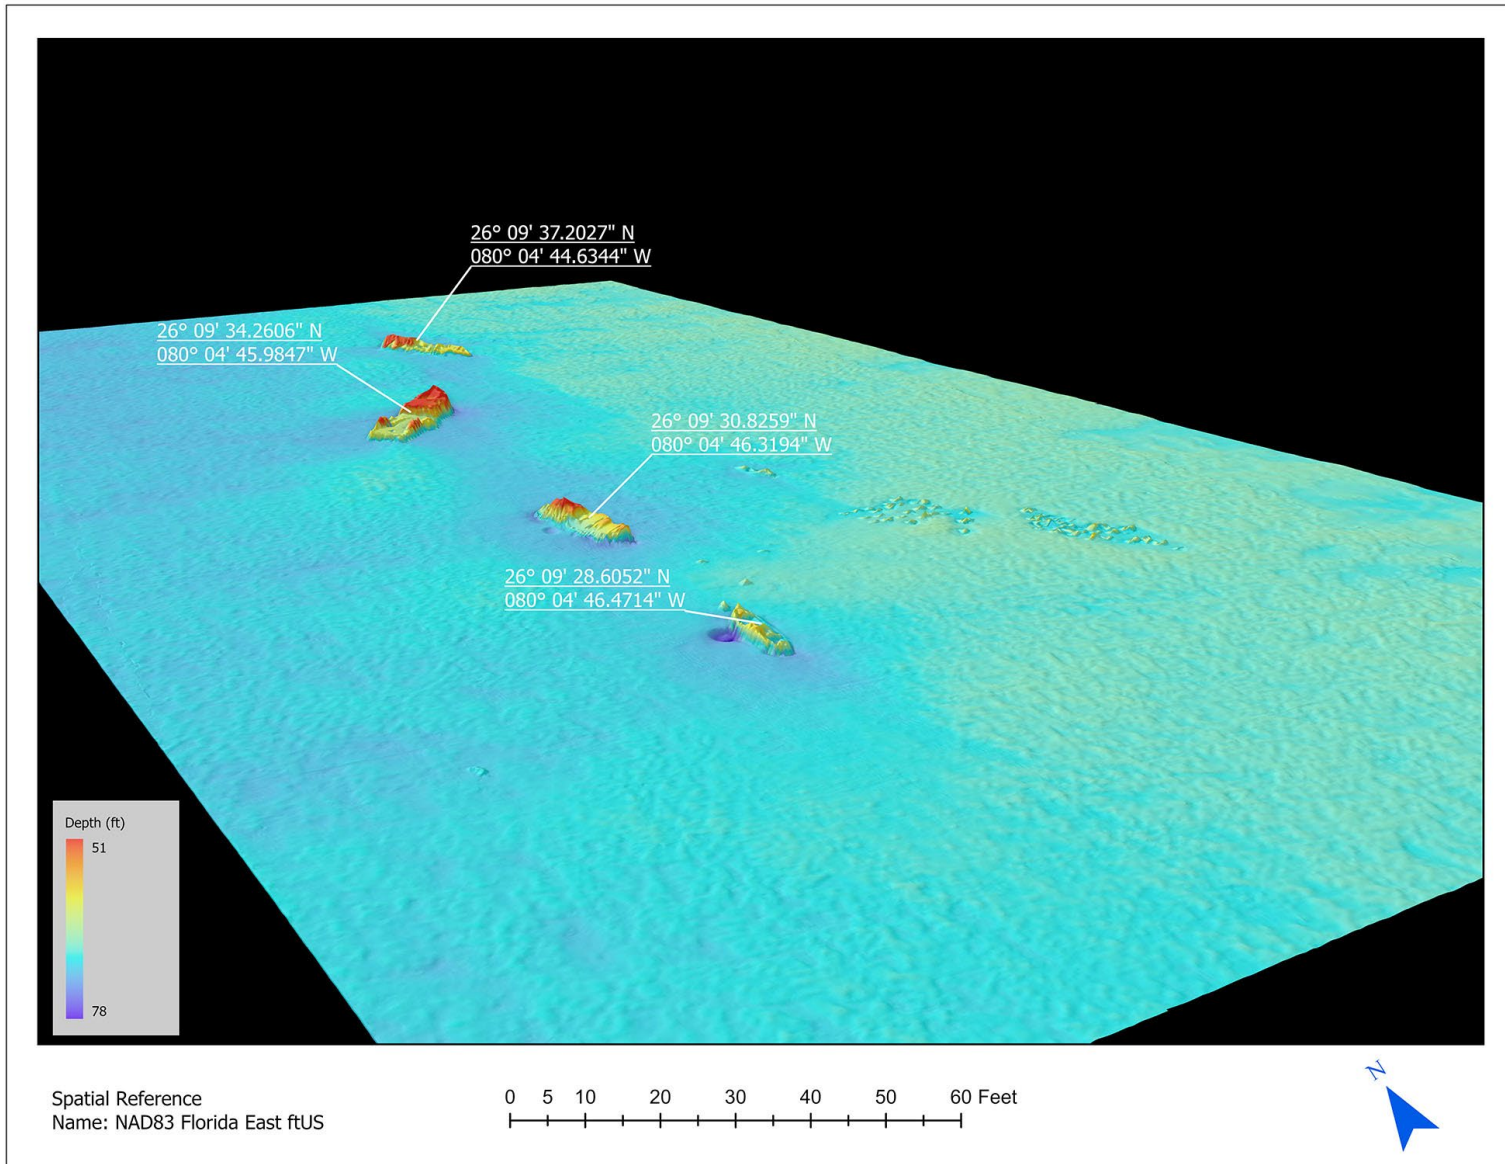 26° 09' 37.2027" N
080° 04' 44.6344" W
26° 09' 34.2606" N
080° 04' 45.9847" W
26° 09' 30.8259" N
080° 04' 46.3194" W
26° 09' 28.6052" N
080° 04' 46.4714" W
Depth (ft)
51
78
Spatial Reference
Name: NAD83 Florida East ftUS
0 5 10 20 30 40 50 60 Feet
N